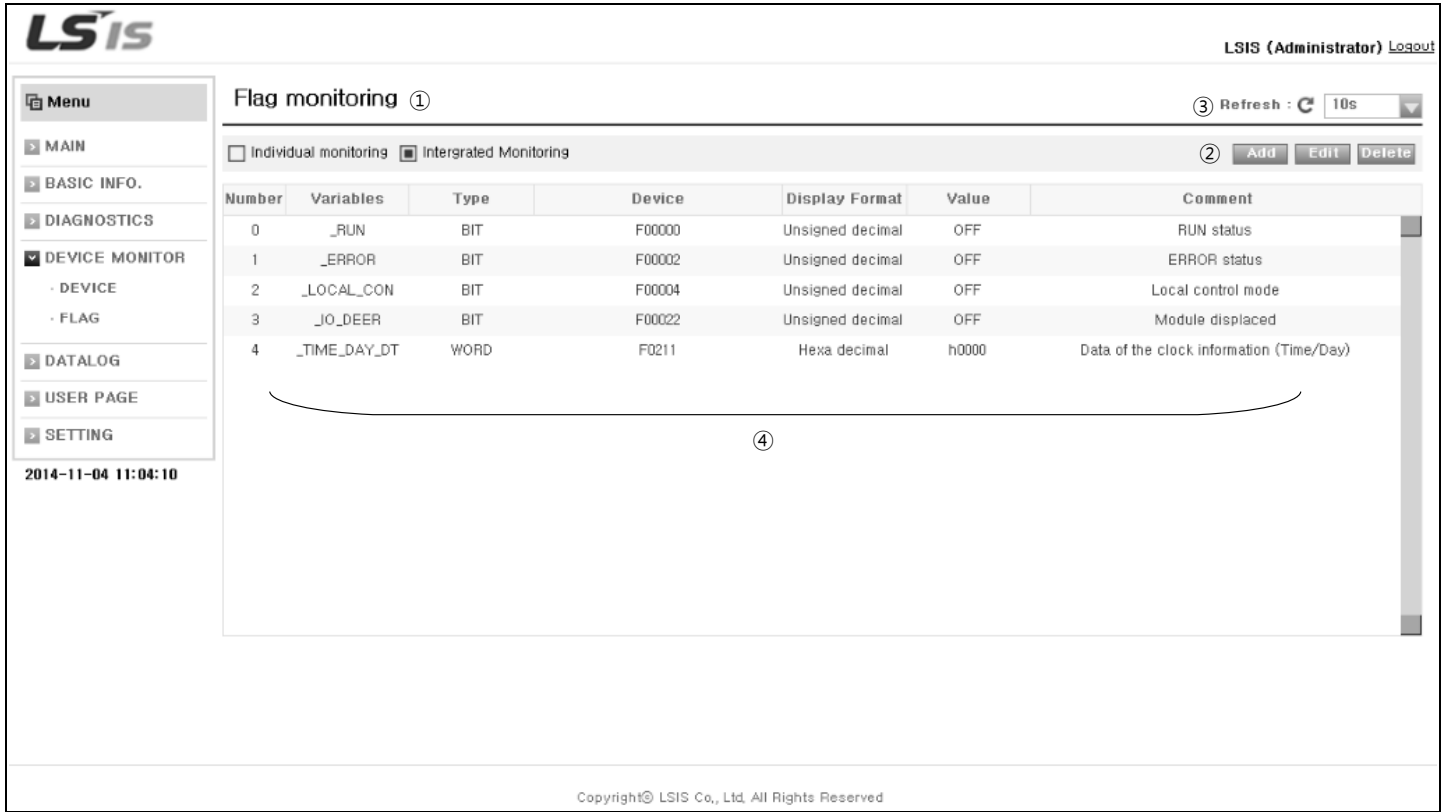 LSIS
LSIS (Administrator) Logout
Menu
MAIN
BASIC INFO.
DIAGNOSTICS
DEVICE MONITOR
· DEVICE
· FLAG
DATALOG
USER PAGE
SETTING
2014-11-04 11:04:10
Flag monitoring ①
③ Refresh : 10s
Individual monitoring Intergrated Monitoring
② Add Edit Delete
Number Variables Type Device Display Format Value Comment
0 _RUN BIT F00000 Unsigned decimal OFF RUN status
1 _ERROR BIT F00002 Unsigned decimal OFF ERROR status
2 _LOCAL_CON BIT F00004 Unsigned decimal OFF Local control mode
3 _IO_DEER BIT F00022 Unsigned decimal OFF Module displaced
4 _TIME_DAY_DT WORD F0211 Hexa decimal h0000 Data of the clock information (Time/Day)
④
Copyrightⓒ LSIS Co,, Ltd, All Rights Reserved